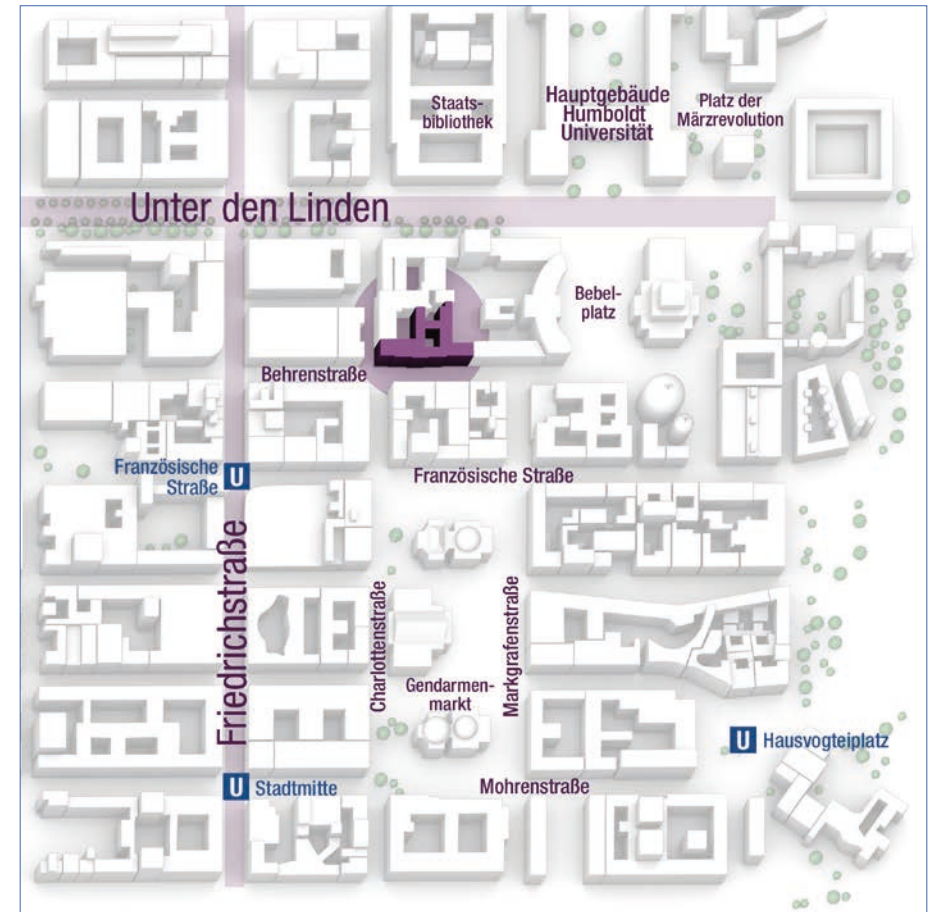 Staats-
bibliothek
Hauptgebäude
Humboldt
Universität
Platz der
Märzrevolution
Unter den Linden
Bebel-
platz
Behrenstraße
Französische
Straße
U
Französische Straße
Friedrichstraße
Charlottenstraße
Markgrafenstraße
Gendarmen-
markt
U
Hausvogteiplatz
U
Stadtmitte
Mohrenstraße